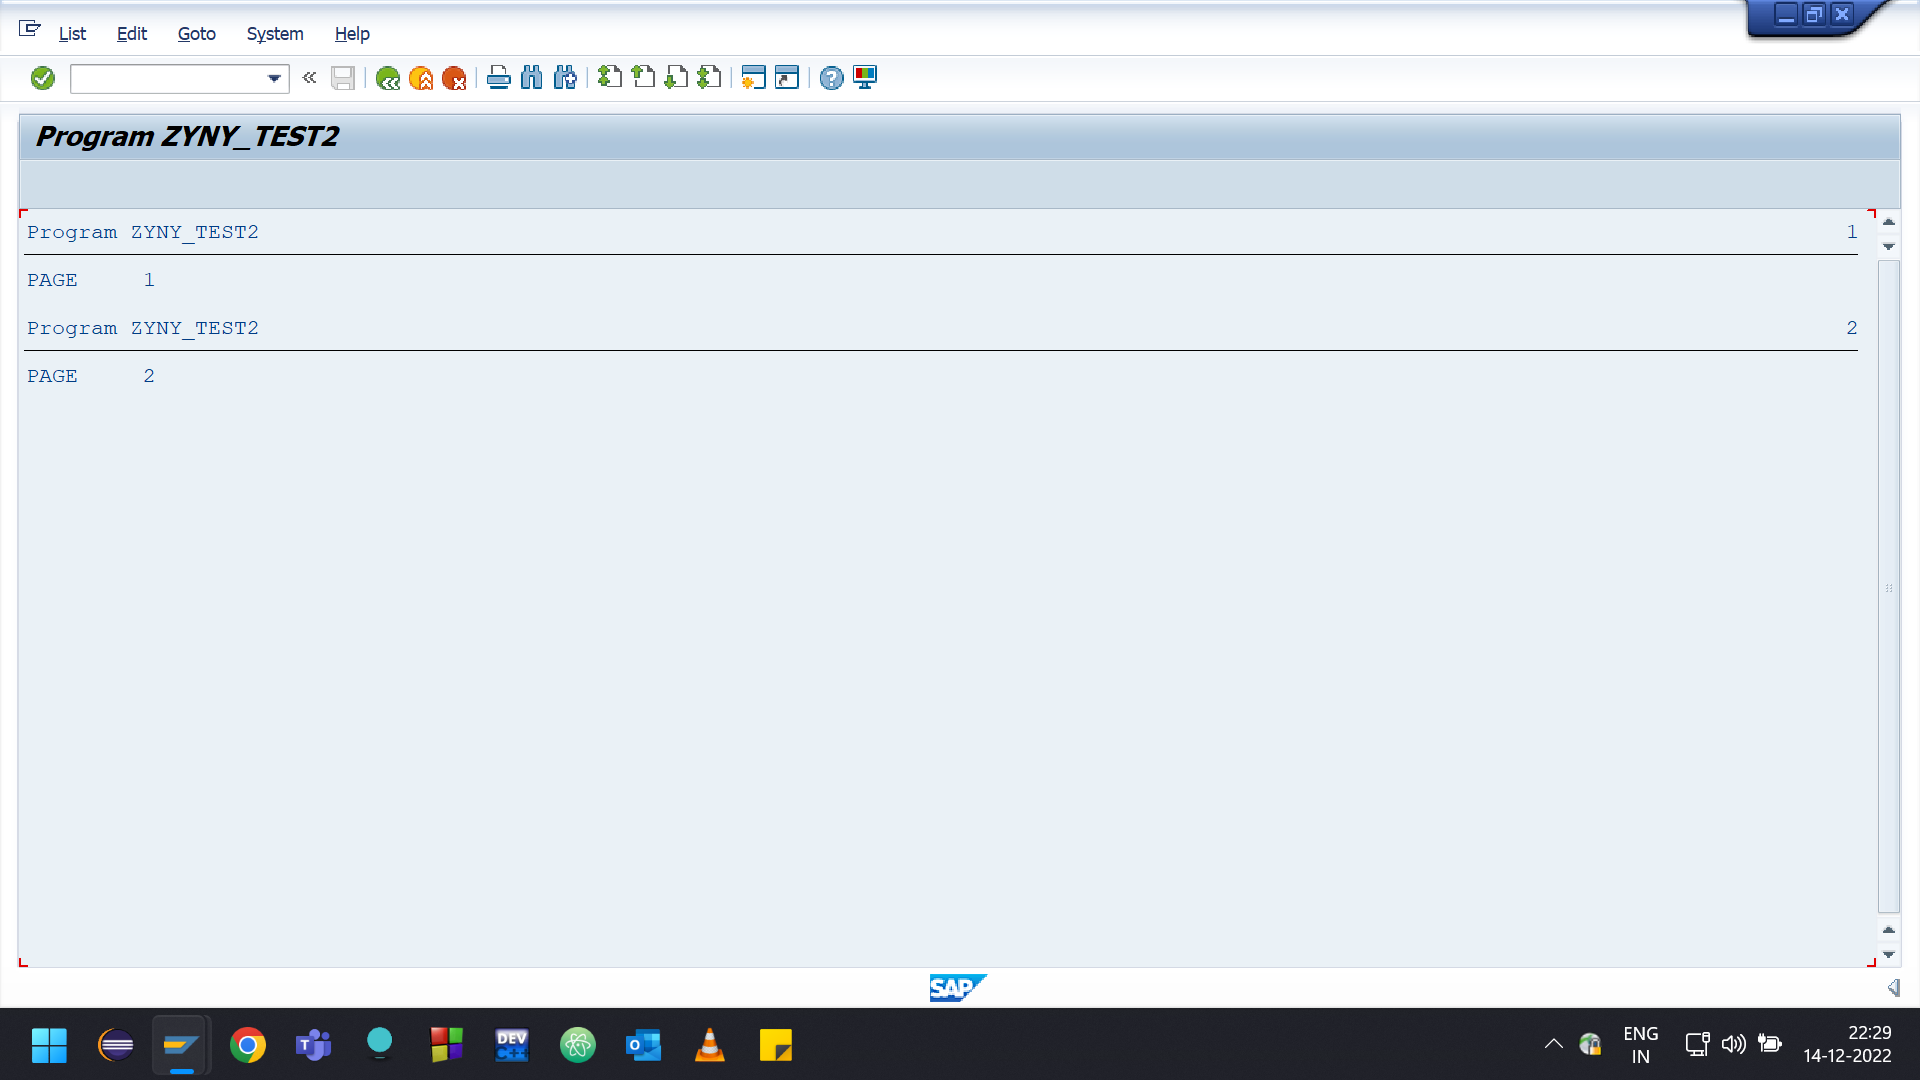 List Edit Goto System Help
Program ZYNY_TEST2
Program ZYNY_TEST2 1
PAGE 1
Program ZYNY_TEST2 2
PAGE 2
SAP
DEV C++
ENG IN
22:29
14-12-2022